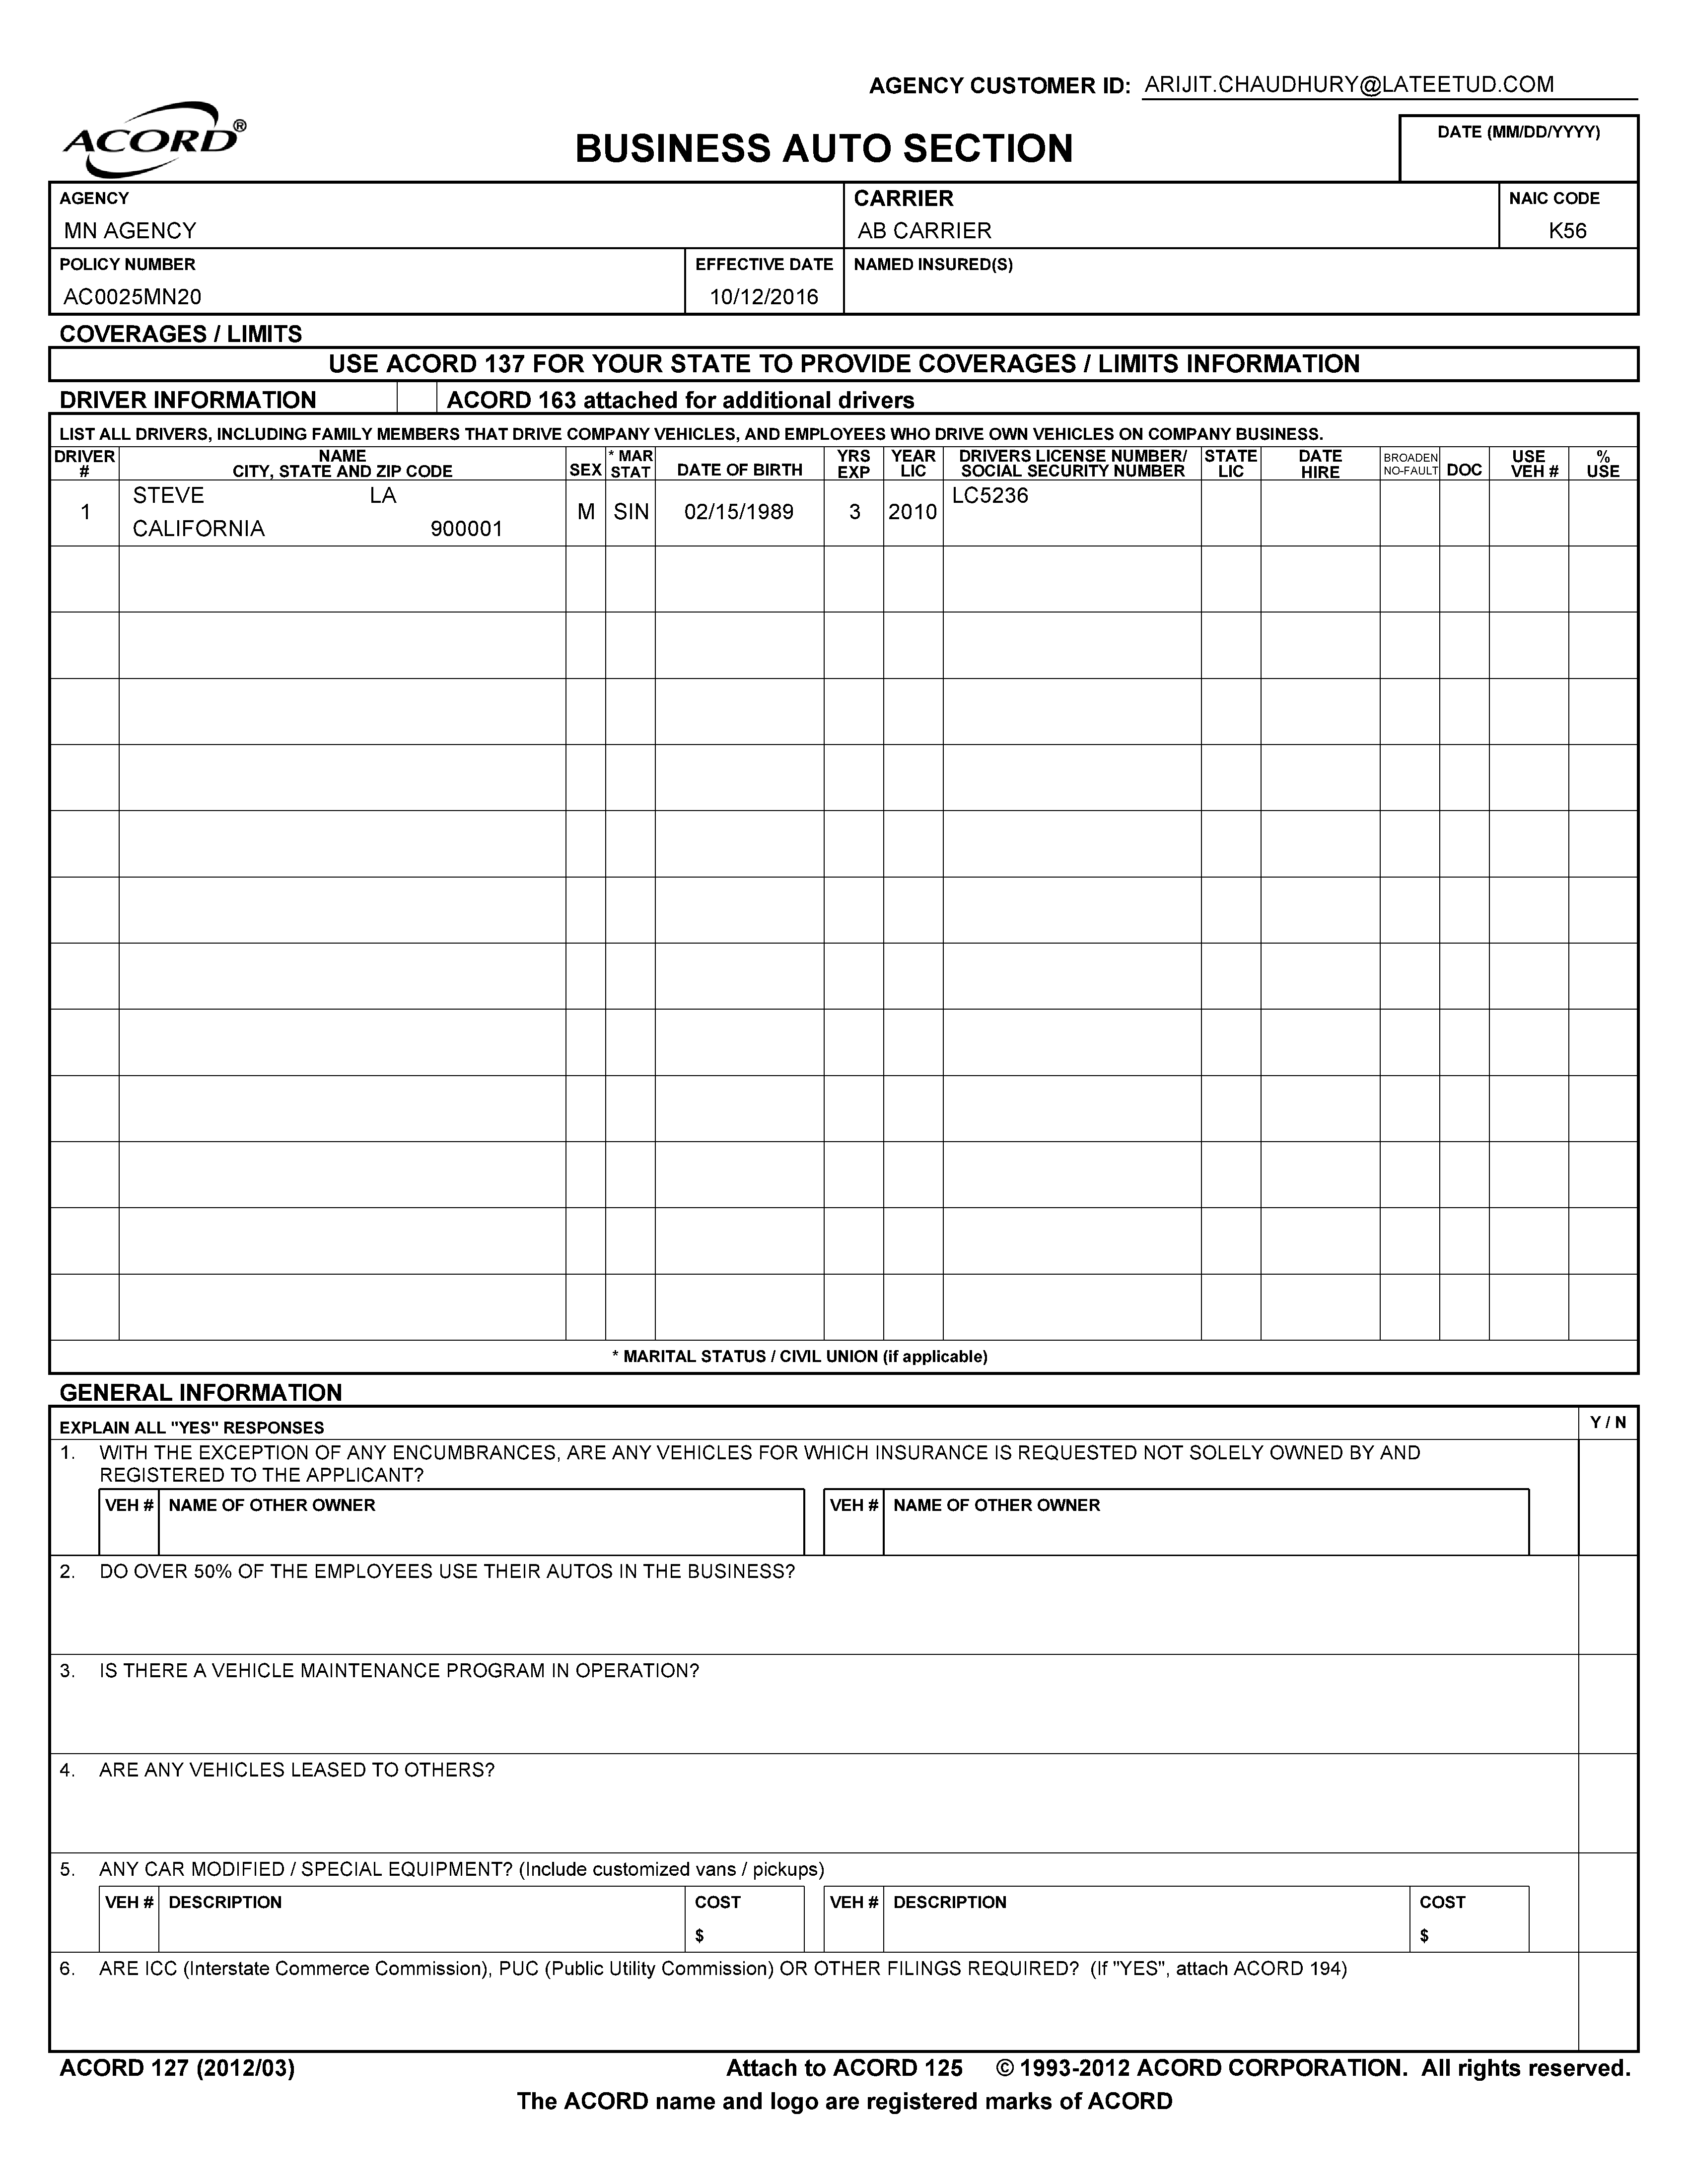 AGENCY CUSTOMER ID: ARIJIT.CHAUDHURY@LATEETUD.COM
ACORD®
BUSINESS AUTO SECTION
DATE (MM/DD/YYYY)
AGENCY
MN AGENCY
CARRIER
AB CARRIER
NAIC CODE
K56
POLICY NUMBER
AC0025MN20
EFFECTIVE DATE
10/12/2016
NAMED INSURED(S)
COVERAGES / LIMITS
USE ACORD 137 FOR YOUR STATE TO PROVIDE COVERAGES / LIMITS INFORMATION
DRIVER INFORMATION
ACORD 163 attached for additional drivers
LIST ALL DRIVERS, INCLUDING FAMILY MEMBERS THAT DRIVE COMPANY VEHICLES, AND EMPLOYEES WHO DRIVE OWN VEHICLES ON COMPANY BUSINESS.
DRIVER #
NAME
CITY, STATE AND ZIP CODE
SEX
* MAR STAT
DATE OF BIRTH
YRS EXP
YEAR LIC
DRIVERS LICENSE NUMBER/
SOCIAL SECURITY NUMBER
STATE LIC
DATE HIRE
BROADEN NO-FAULT
DOC
USE VEH #
% USE
1
STEVE LA
CALIFORNIA 900001
M
SIN
02/15/1989
3
2010
LC5236
* MARITAL STATUS / CIVIL UNION (if applicable)
GENERAL INFORMATION
EXPLAIN ALL "YES" RESPONSES
Y / N
1. WITH THE EXCEPTION OF ANY ENCUMBRANCES, ARE ANY VEHICLES FOR WHICH INSURANCE IS REQUESTED NOT SOLELY OWNED BY AND
REGISTERED TO THE APPLICANT?
VEH # NAME OF OTHER OWNER VEH # NAME OF OTHER OWNER
2. DO OVER 50% OF THE EMPLOYEES USE THEIR AUTOS IN THE BUSINESS?
3. IS THERE A VEHICLE MAINTENANCE PROGRAM IN OPERATION?
4. ARE ANY VEHICLES LEASED TO OTHERS?
5. ANY CAR MODIFIED / SPECIAL EQUIPMENT? (Include customized vans / pickups)
VEH # DESCRIPTION COST VEH # DESCRIPTION COST
$ $
6. ARE ICC (Interstate Commerce Commission), PUC (Public Utility Commission) OR OTHER FILINGS REQUIRED? (If "YES", attach ACORD 194)
ACORD 127 (2012/03) Attach to ACORD 125 © 1993-2012 ACORD CORPORATION. All rights reserved.
The ACORD name and logo are registered marks of ACORD